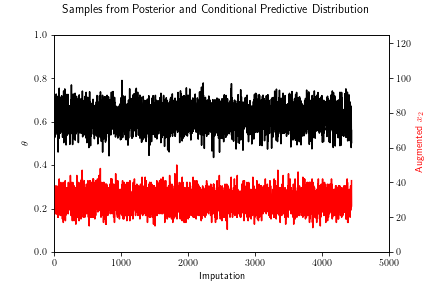 Samples from Posterior and Conditional Predictive Distribution
1.0
0.8
0.6
0.4
0.2
0.0
θ
120
100
80
60
40
20
0
Augmented x₂
0 1000 2000 3000 4000 5000
Imputation